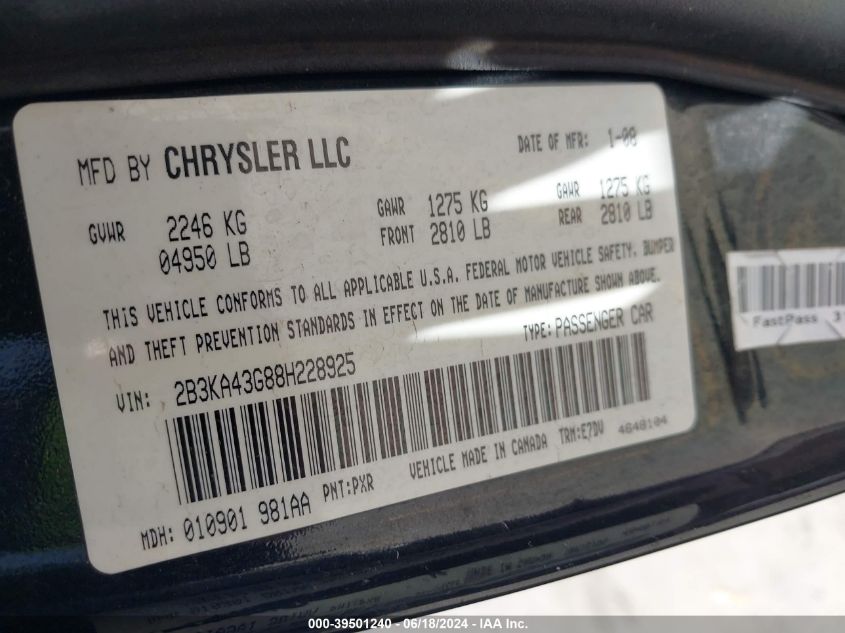 MFD BY CHRYSLER LLC
DATE OF MFR: 1-08
GVWR 2246 KG
04950 LB
GAWR FRONT 1275 KG
2810 LB
GAWR REAR 1275 KG
2810 LB
THIS VEHICLE CONFORMS TO ALL APPLICABLE U.S.A. FEDERAL MOTOR VEHICLE SAFETY, BUMPER
AND THEFT PREVENTION STANDARDS IN EFFECT ON THE DATE OF MANUFACTURE SHOWN ABOVE.
VIN: 2B3KA43G88H228925
TYPE: PASSENGER CAR
MDH: 010901 981AA
PNT:PXR
VEHICLE MADE IN CANADA
TRM:E7DV
4648104
FastPass 3
000-39501240 - 06/18/2024 - IAA Inc.